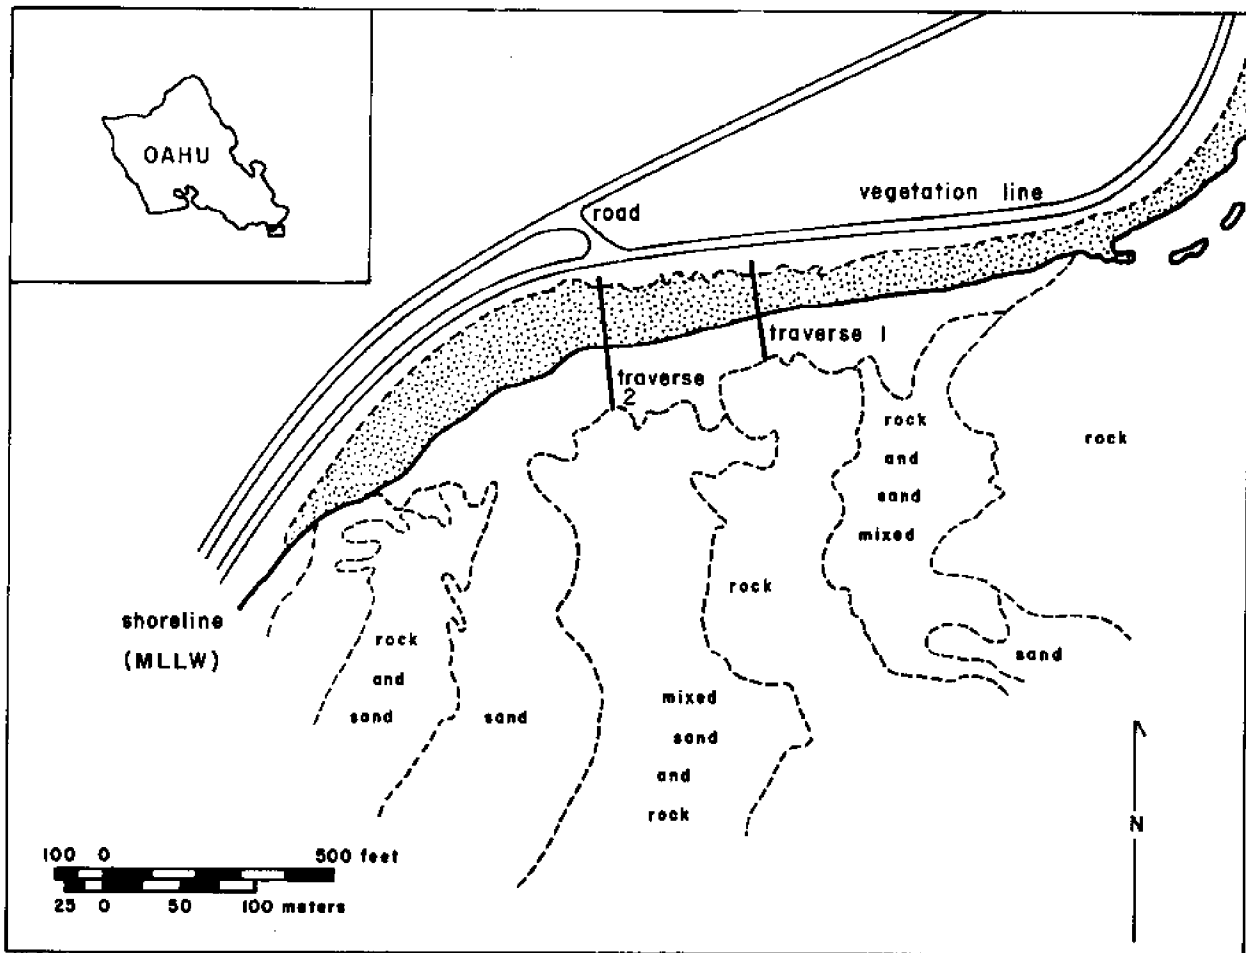 OAHU
road
vegetation line
traverse 1
traverse
2
rock
and
sand
mixed
rock
rock
shoreline
(MLLW)
rock
and
sand
sand
mixed
sand
and
rock
sand
N
100 0 500 feet
25 0 50 100 meters